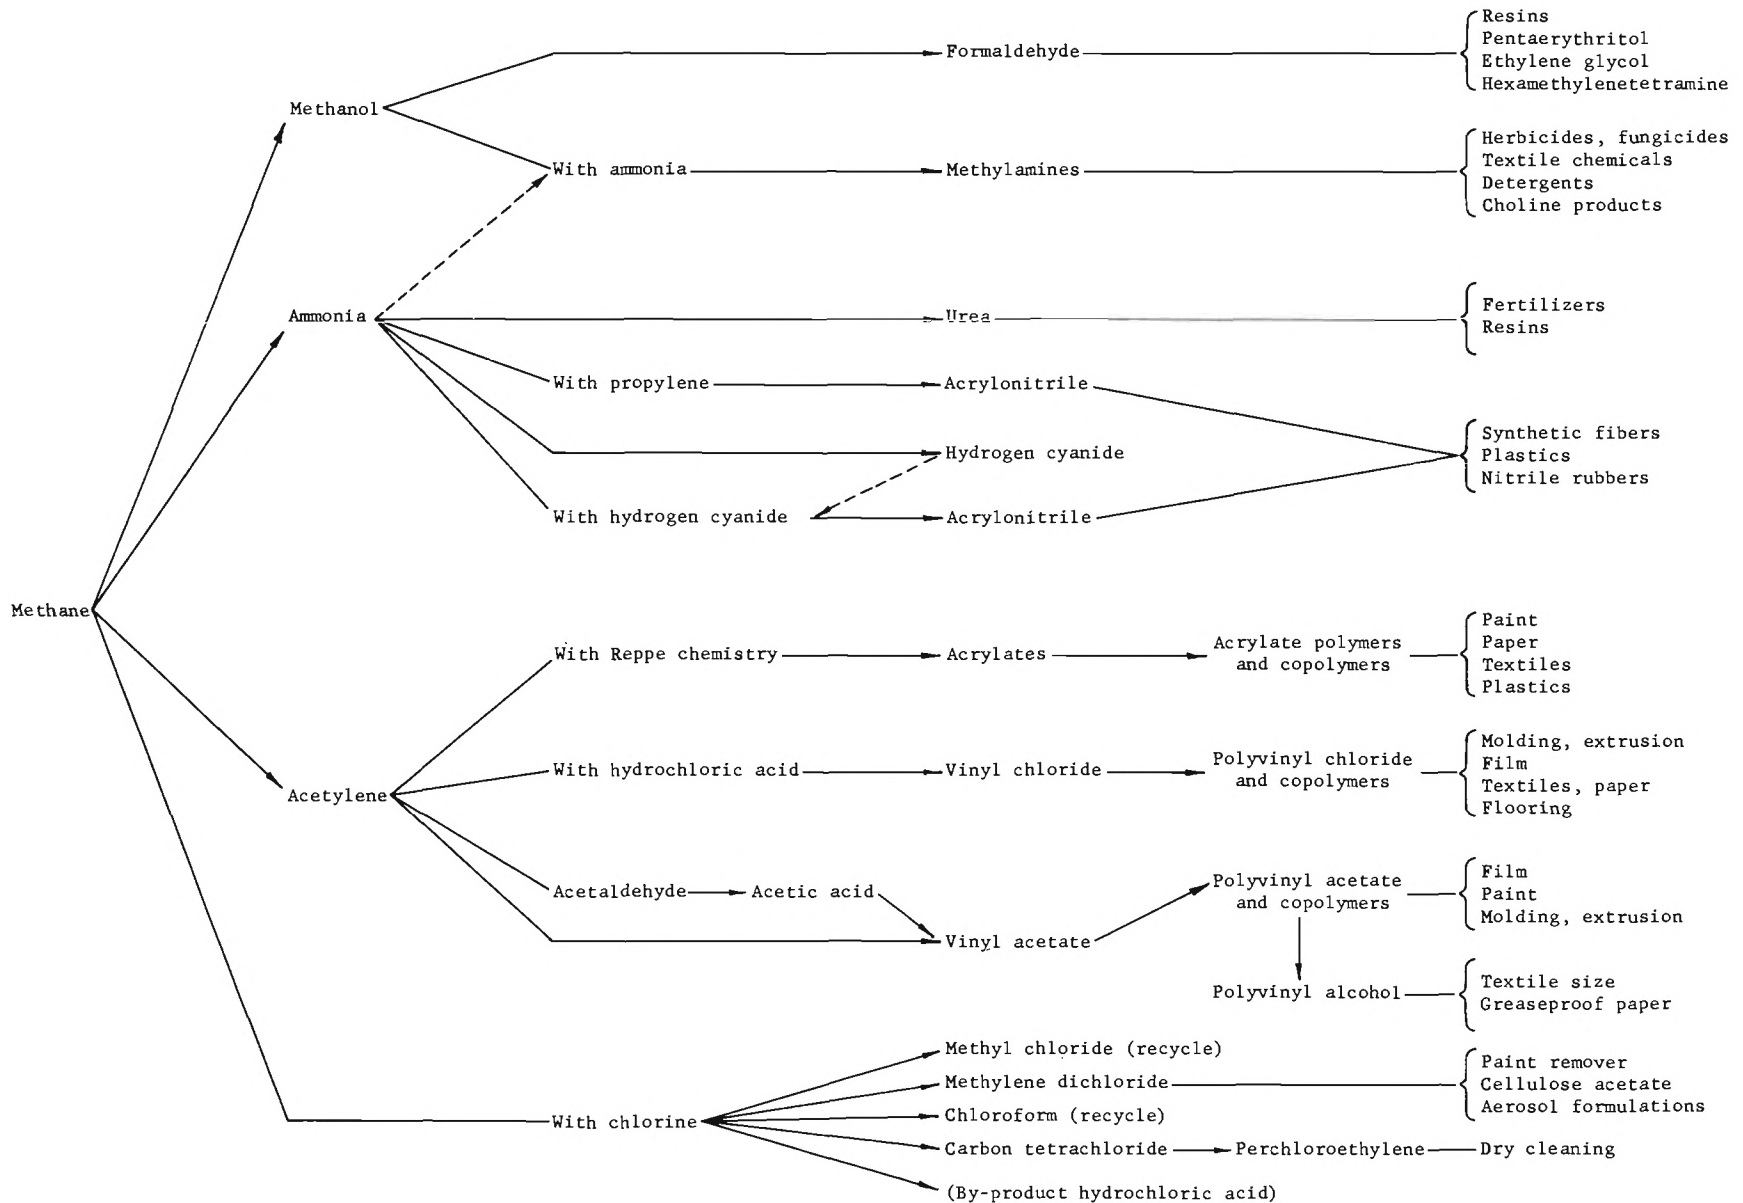 Resins
Pentaerythritol
Formaldehyde
Ethylene glycol
Hexamethylenetetramine
Methanol
Herbicides, fungicides
Textile chemicals
With ammonia
Methylamines
Detergents
Choline products
Ammonia
Urea
Fertilizers
Resins
With propylene
Acrylonitrile
Synthetic fibers
Hydrogen cyanide
Plastics
Nitrile rubbers
With hydrogen cyanide
Acrylonitrile
Methane
Paint
Paper
With Reppe chemistry
Acrylates
Acrylate polymers
and copolymers
Textiles
Plastics
Molding, extrusion
Film
With hydrochloric acid
Vinyl chloride
Polyvinyl chloride
and copolymers
Textiles, paper
Flooring
Acetylene
Film
Paint
Molding, extrusion
Acetaldehyde
Acetic acid
Polyvinyl acetate
and copolymers
Vinyl acetate
Polyvinyl alcohol
Textile size
Greaseproof paper
Methyl chloride (recycle)
Paint remover
Methylene dichloride
Cellulose acetate
Aerosol formulations
With chlorine
Chloroform (recycle)
Carbon tetrachloride
Perchloroethylene
Dry cleaning
(By-product hydrochloric acid)